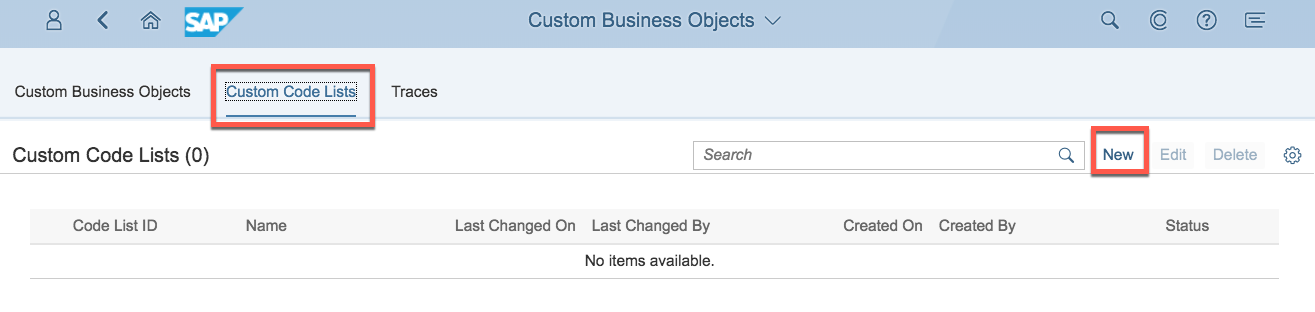 SAP Custom Business Objects
Custom Business Objects Custom Code Lists Traces
Custom Code Lists (0) Search New Edit Delete
Code List ID Name Last Changed On Last Changed By Created On Created By Status
No items available.